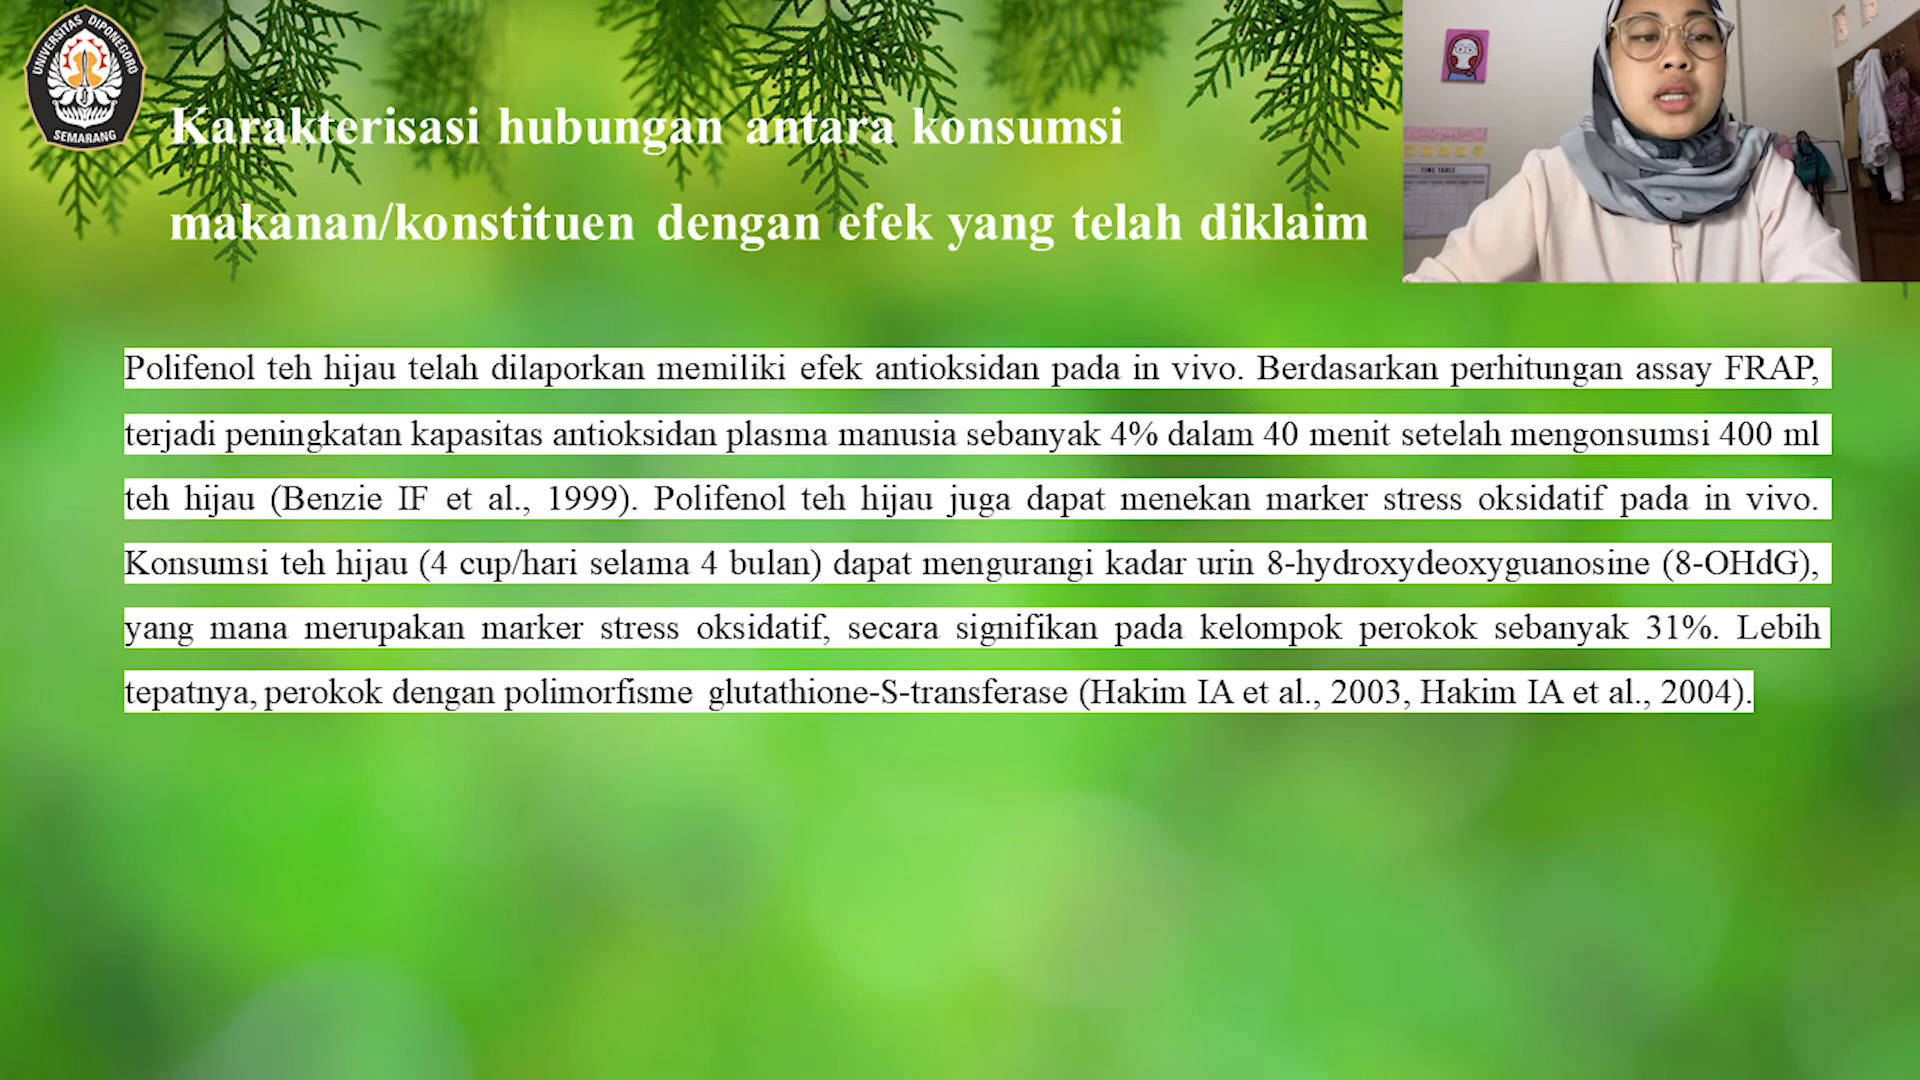 UNIVERSITAS DIPONEGORO
SEMARANG
Karakterisasi hubungan antara konsumsi
makanan/konstituen dengan efek yang telah diklaim
TIME TABLE
Polifenol teh hijau telah dilaporkan memiliki efek antioksidan pada in vivo. Berdasarkan perhitungan assay FRAP,
terjadi peningkatan kapasitas antioksidan plasma manusia sebanyak 4% dalam 40 menit setelah mengonsumsi 400 ml
teh hijau (Benzie IF et al., 1999). Polifenol teh hijau juga dapat menekan marker stress oksidatif pada in vivo.
Konsumsi teh hijau (4 cup/hari selama 4 bulan) dapat mengurangi kadar urin 8-hydroxydeoxyguanosine (8-OHdG),
yang mana merupakan marker stress oksidatif, secara signifikan pada kelompok perokok sebanyak 31%. Lebih
tepatnya, perokok dengan polimorfisme glutathione-S-transferase (Hakim IA et al., 2003, Hakim IA et al., 2004).